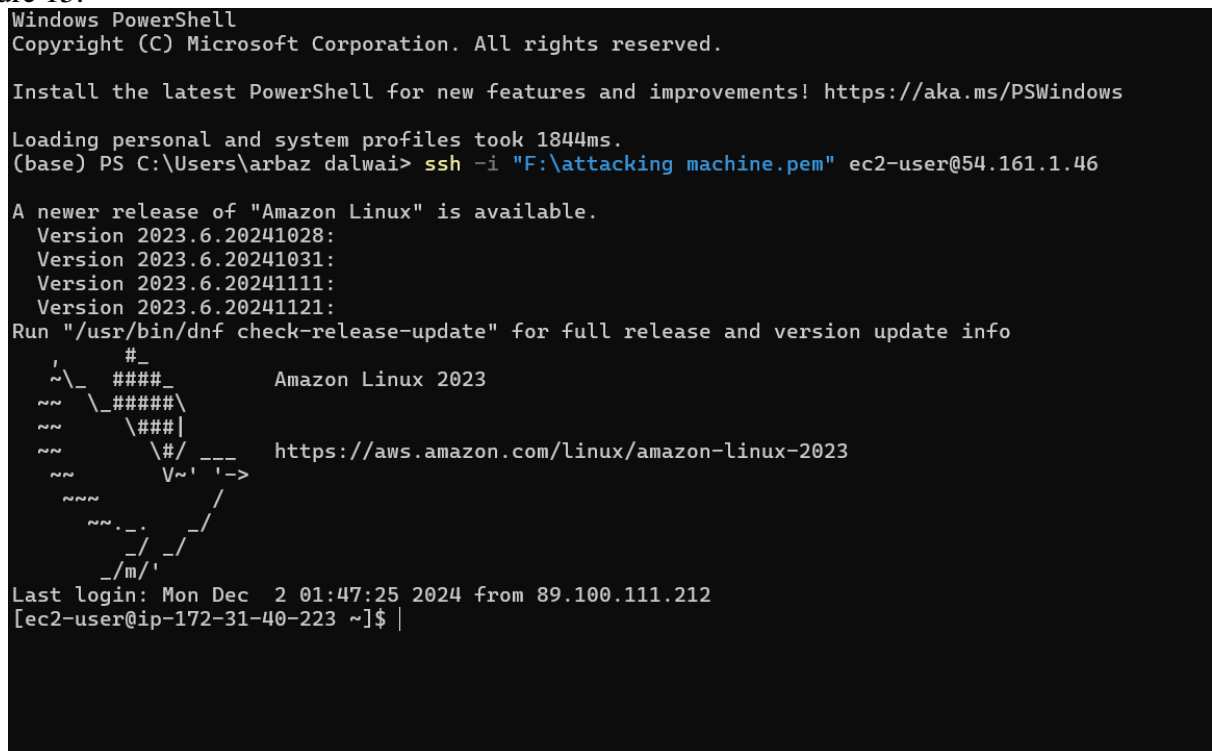 Windows PowerShell
Copyright (C) Microsoft Corporation. All rights reserved.
Install the latest PowerShell for new features and improvements! https://aka.ms/PSWindows
Loading personal and system profiles took 1844ms.
(base) PS C:\Users\arbaz dalwai> ssh -i "F:\attacking machine.pem" ec2-user@54.161.1.46
A newer release of "Amazon Linux" is available.
  Version 2023.6.20241028:
  Version 2023.6.20241031:
  Version 2023.6.20241111:
  Version 2023.6.20241121:
Run "/usr/bin/dnf check-release-update" for full release and version update info
   ,     #_
   ~\_  ####_        Amazon Linux 2023
  ~~  \_#####\
  ~~     \###|
  ~~       \#/ ___   https://aws.amazon.com/linux/amazon-linux-2023
   ~~       V~' '->
    ~~~         /
      ~~._.   _/
         _/ _/
       _/m/'
Last login: Mon Dec  2 01:47:25 2024 from 89.100.111.212
[ec2-user@ip-172-31-40-223 ~]$